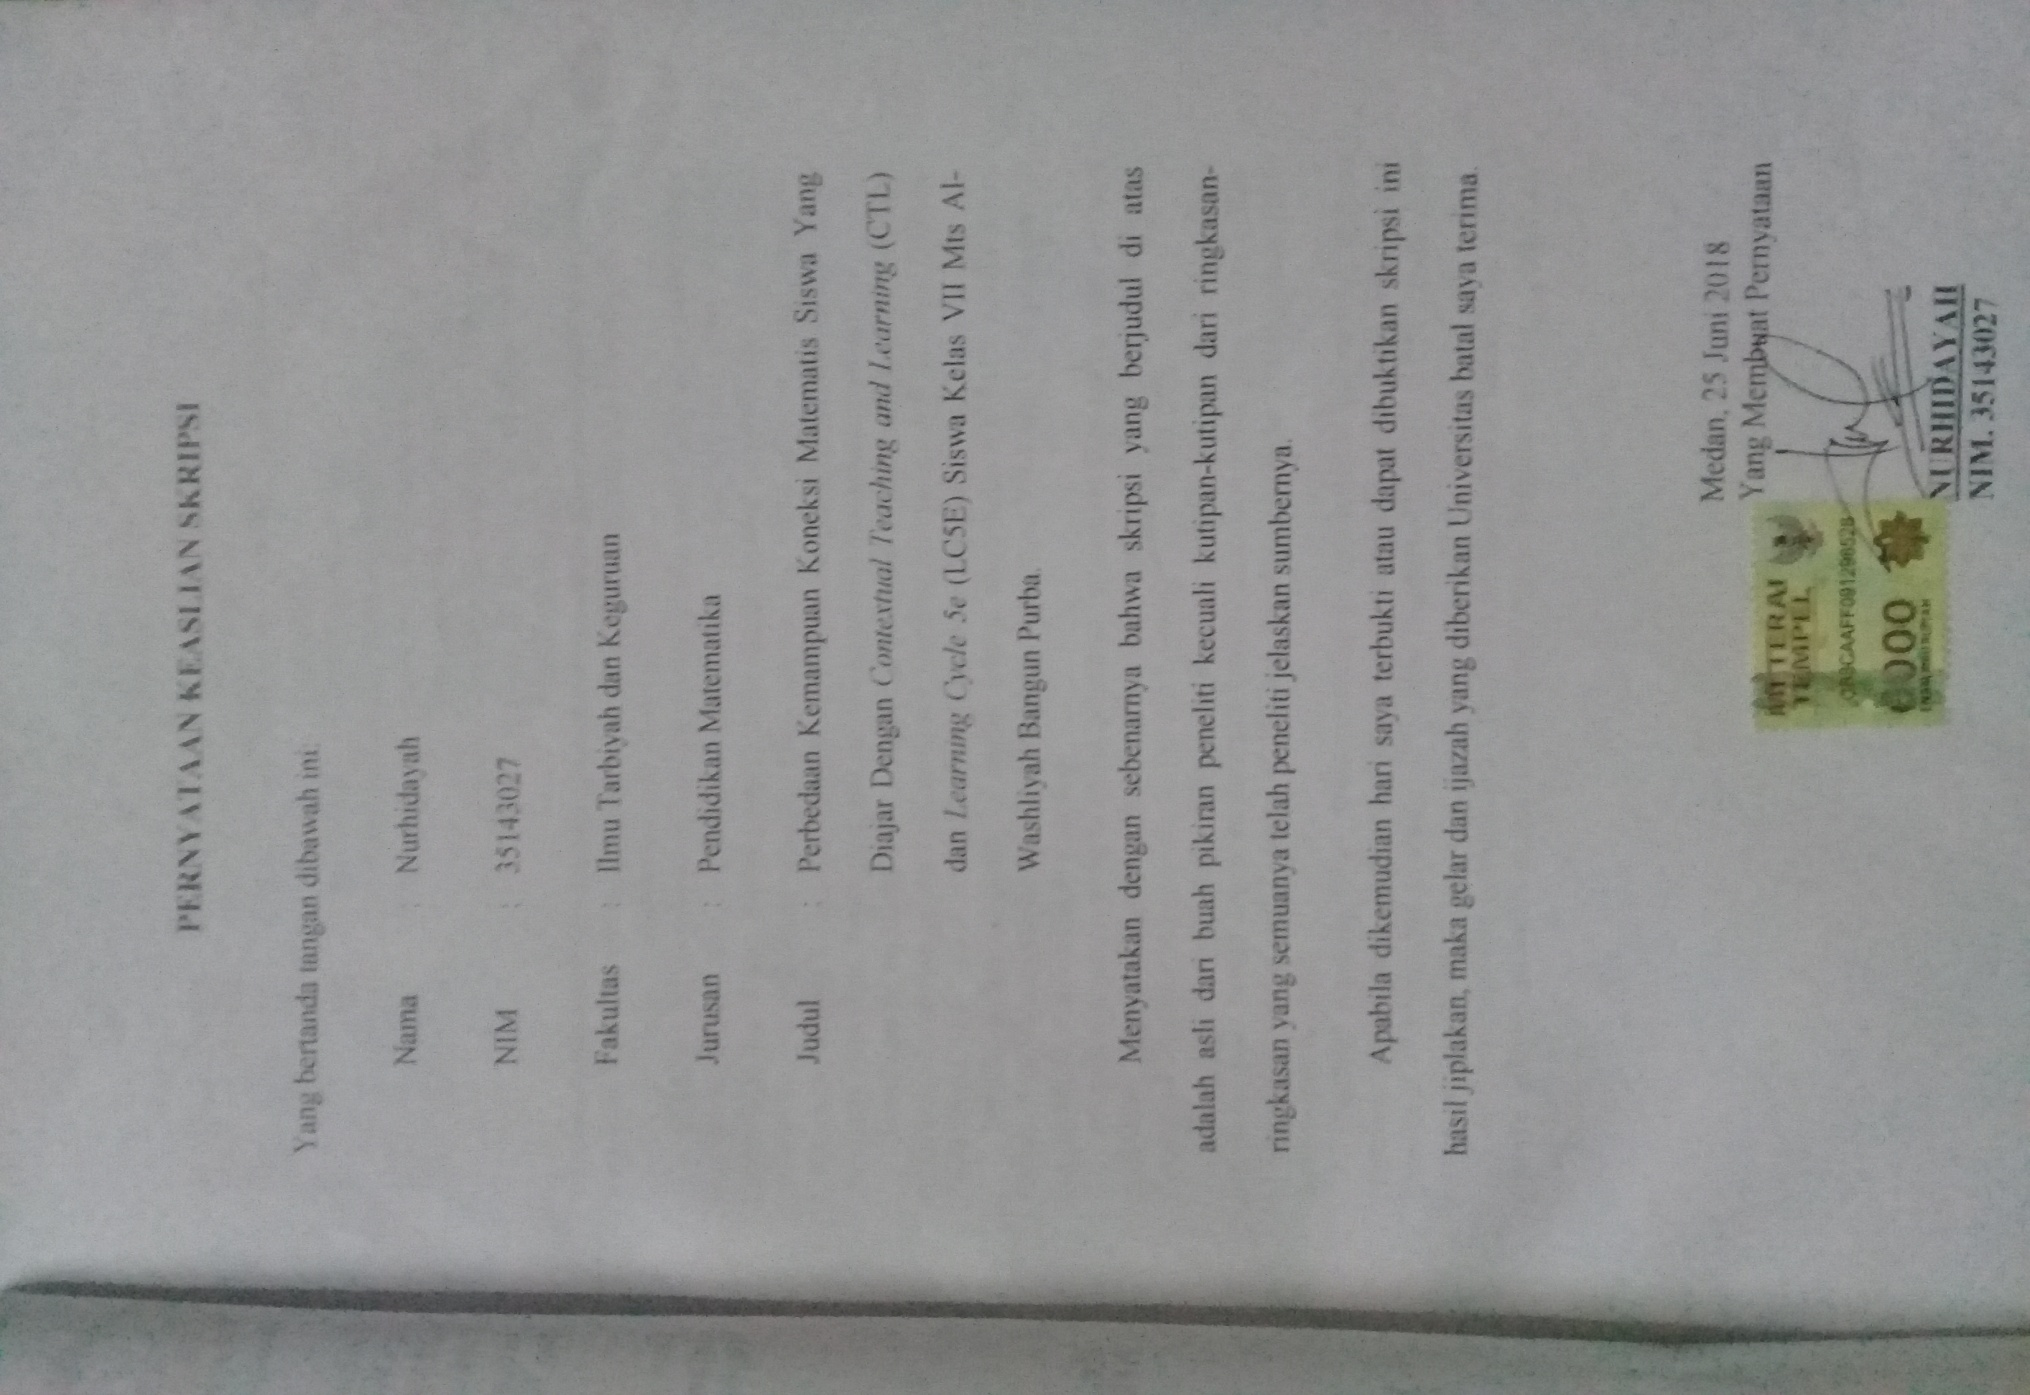 PERNYATAAN KEASLIAN SKRIPSI
Yang bertanda tangan dibawah ini:
Nama : Nurhidayah
NIM : 35143027
Fakultas : Ilmu Tarbiyah dan Keguruan
Jurusan : Pendidikan Matematika
Judul : Perbedaan Kemampuan Koneksi Matematis Siswa Yang
Diajar Dengan Contextual Teaching and Learning (CTL)
dan Learning Cycle 5e (LC5E) Siswa Kelas VII Mts Al-
Washliyah Bangun Purba.
Menyatakan dengan sebenarnya bahwa skripsi yang berjudul di atas
adalah asli dari buah pikiran peneliti kecuali kutipan-kutipan dari ringkasan-
ringkasan yang semuanya telah peneliti jelaskan sumbernya.
Apabila dikemudian hari saya terbukti atau dapat dibuktikan skripsi ini
hasil jiplakan, maka gelar dan ijazah yang diberikan Universitas batal saya terima.
Medan, 25 Juni 2018
Yang Membuat Pernyataan
METERAI
TEMPEL
6000
ENAM RIBU RUPIAH
NURHIDAYAH
NIM. 35143027